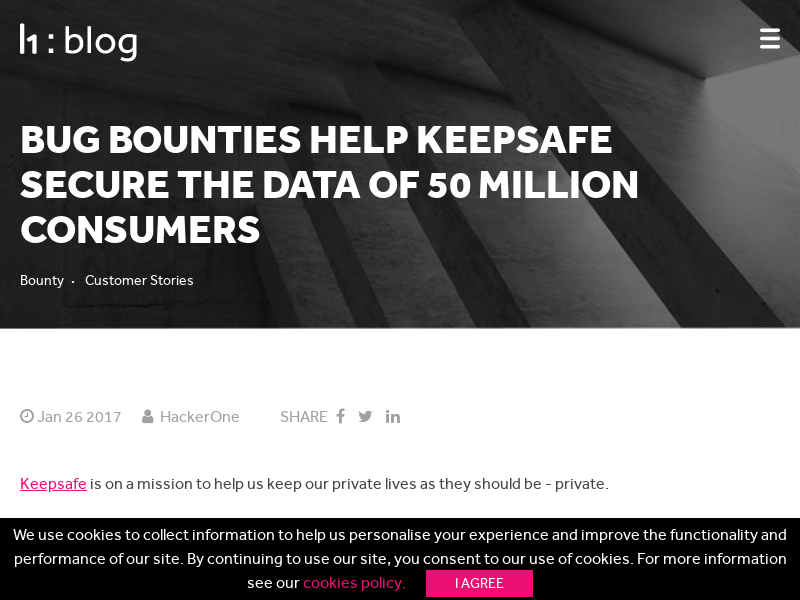 h1 : blog
BUG BOUNTIES HELP KEEPSAFE
SECURE THE DATA OF 50 MILLION
CONSUMERS
Bounty • Customer Stories
Jan 26 2017 HackerOne SHARE
Keepsafe is on a mission to help us keep our private lives as they should be - private.
We use cookies to collect information to help us personalise your experience and improve the functionality and
performance of our site. By continuing to use our site, you consent to our use of cookies. For more information
see our cookies policy. I AGREE